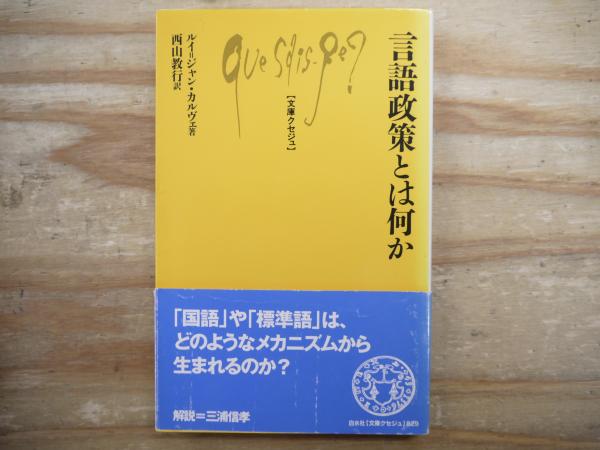 言語政策とは何か
Que Sais-je?
【文庫クセジュ】
ルイ=ジャン・カルヴェ著
西山教行訳
「国語」や「標準語」は、
どのようなメカニズムから
生まれるのか?
解説=三浦信孝
白水社【文庫クセジュ】829